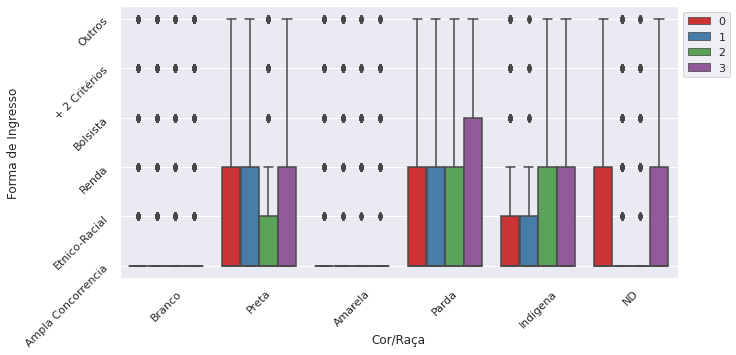 Forma de Ingresso
Outros
+ 2 Critérios
Bolsista
Renda
Etnico-Racial
Ampla Concorrencia
Branco
Preta
Amarela
Parda
Indigena
ND
Cor/Raça
0
1
2
3